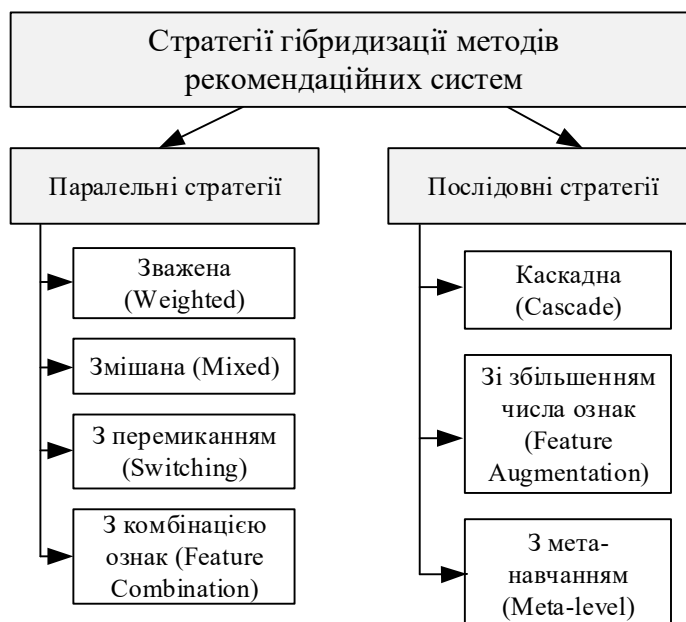 Стратегії гібридизації методів
рекомендаційних систем
Паралельні стратегії
Зважена
(Weighted)
Змішана (Mixed)
З перемиканням
(Switching)
З комбінацією
ознак (Feature
Combination)
Послідовні стратегії
Каскадна
(Cascade)
Зі збільшенням
числа ознак
(Feature
Augmentation)
З мета-
навчанням
(Meta-level)